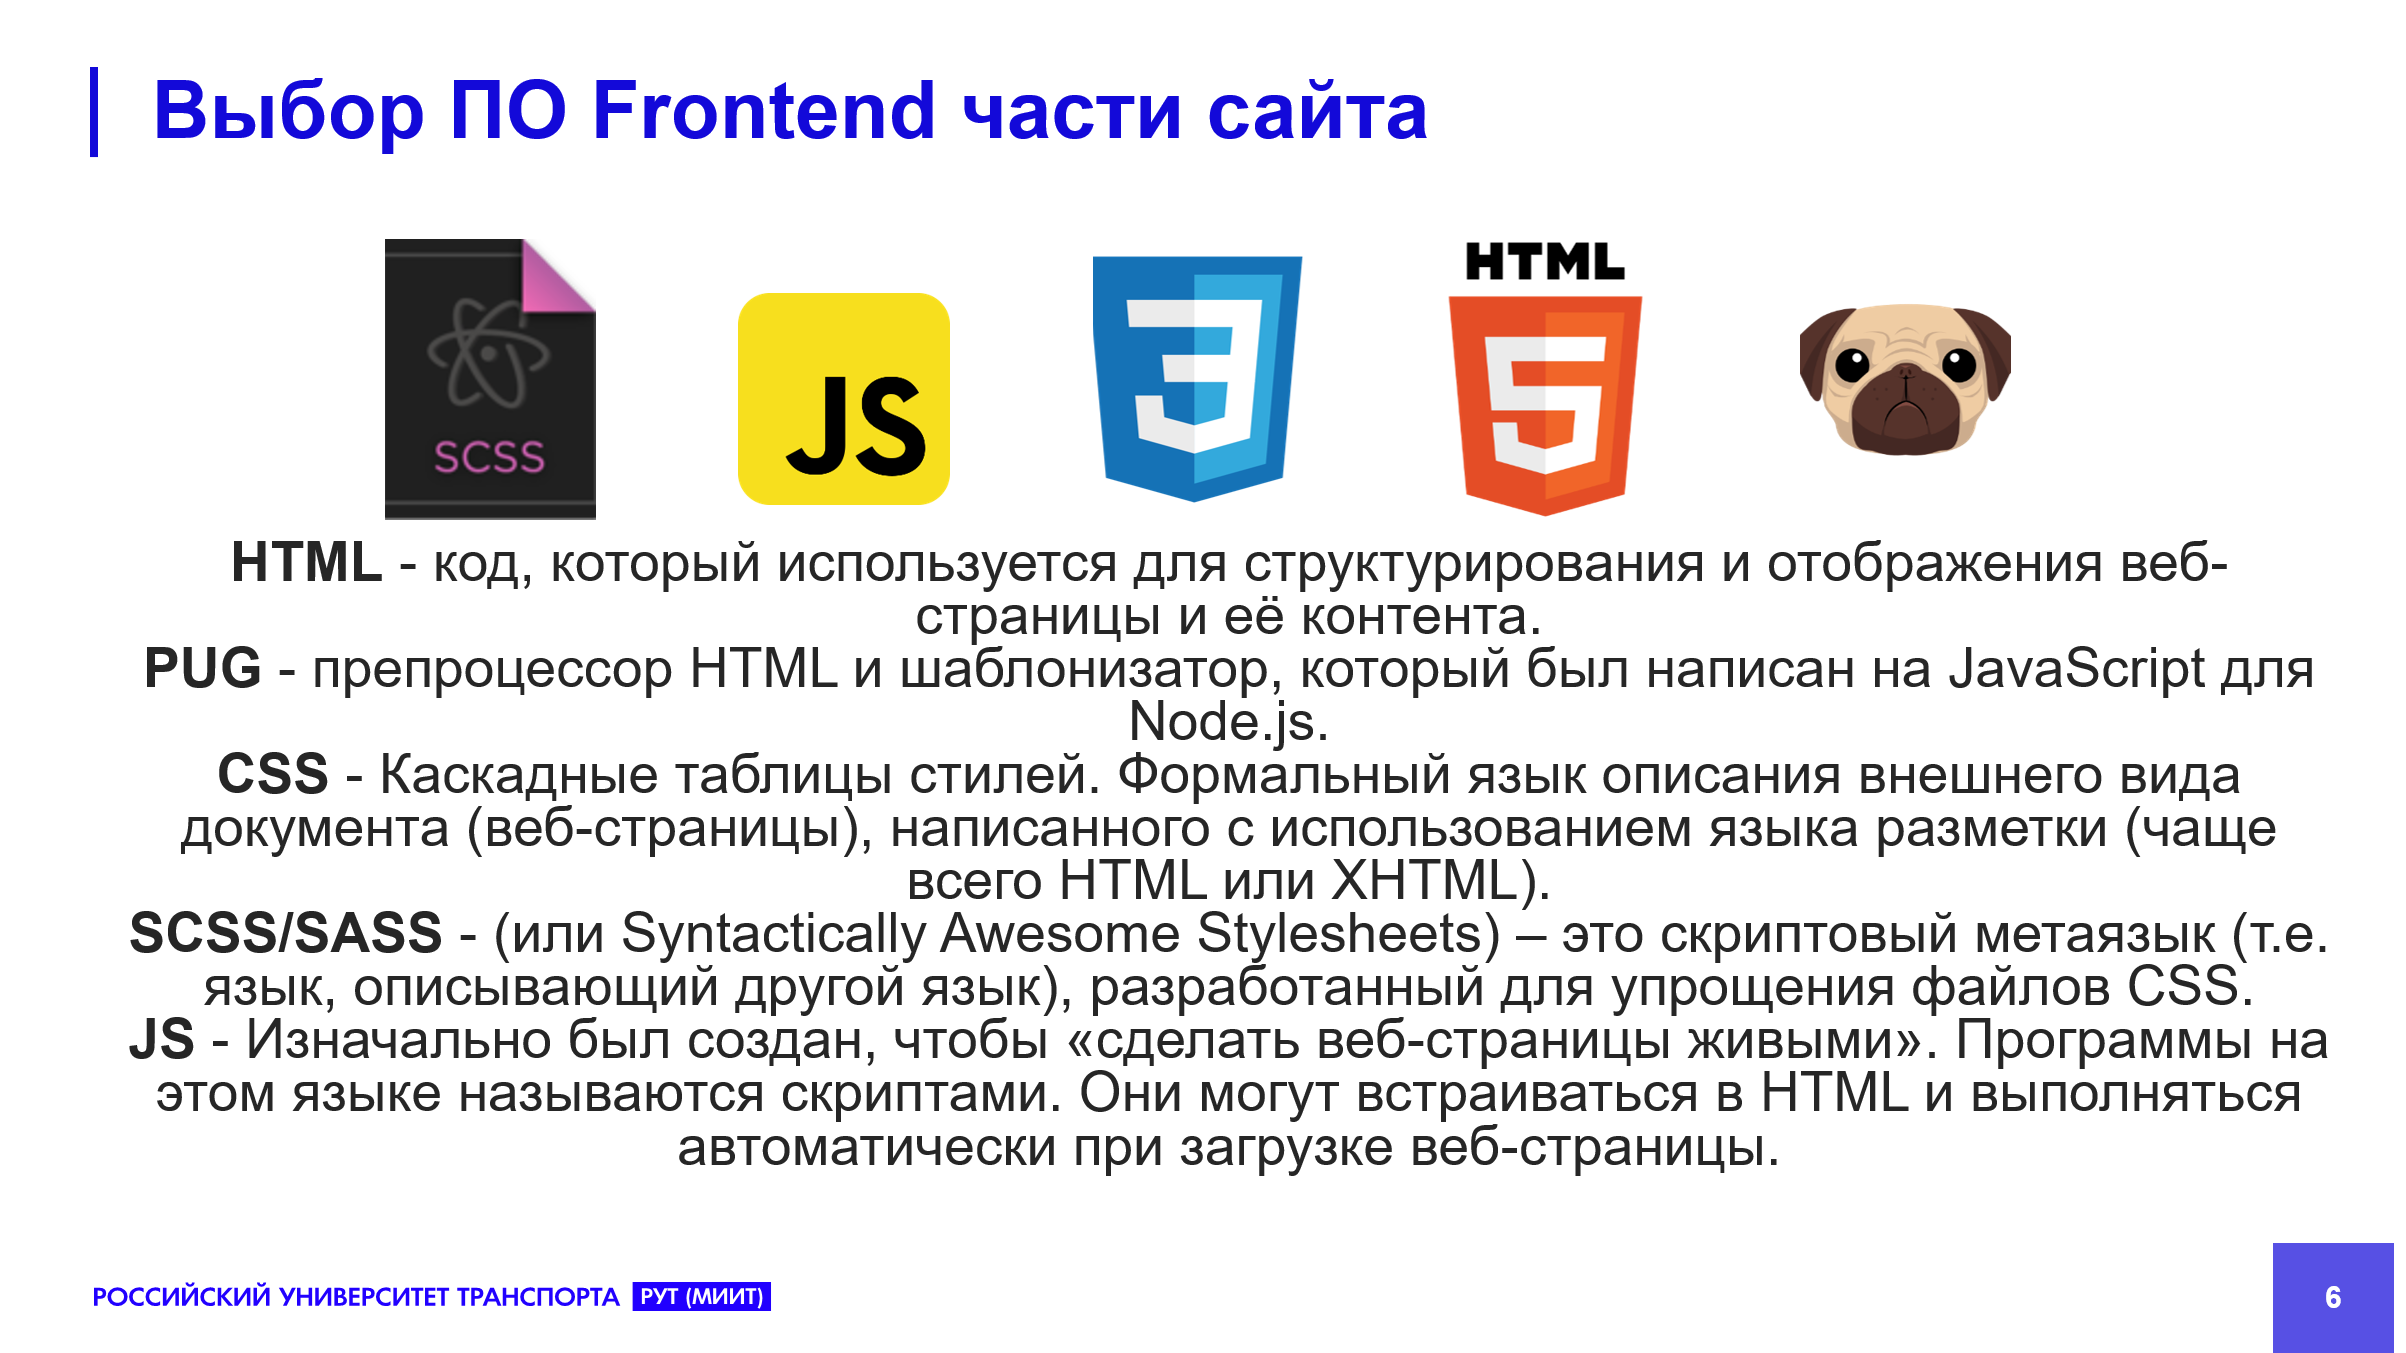 Выбор ПО Frontend части сайта
SCSS
JS
3
HTML
5
HTML - код, который используется для структурирования и отображения веб-
страницы и её контента.
PUG - препроцессор HTML и шаблонизатор, который был написан на JavaScript для
Node.js.
CSS - Каскадные таблицы стилей. Формальный язык описания внешнего вида
документа (веб-страницы), написанного с использованием языка разметки (чаще
всего HTML или XHTML).
SCSS/SASS - (или Syntactically Awesome Stylesheets) – это скриптовый метаязык (т.е.
язык, описывающий другой язык), разработанный для упрощения файлов CSS.
JS - Изначально был создан, чтобы «сделать веб-страницы живыми». Программы на
этом языке называются скриптами. Они могут встраиваться в HTML и выполняться
автоматически при загрузке веб-страницы.
РОССИЙСКИЙ УНИВЕРСИТЕТ ТРАНСПОРТА РУТ (МИИТ)
6